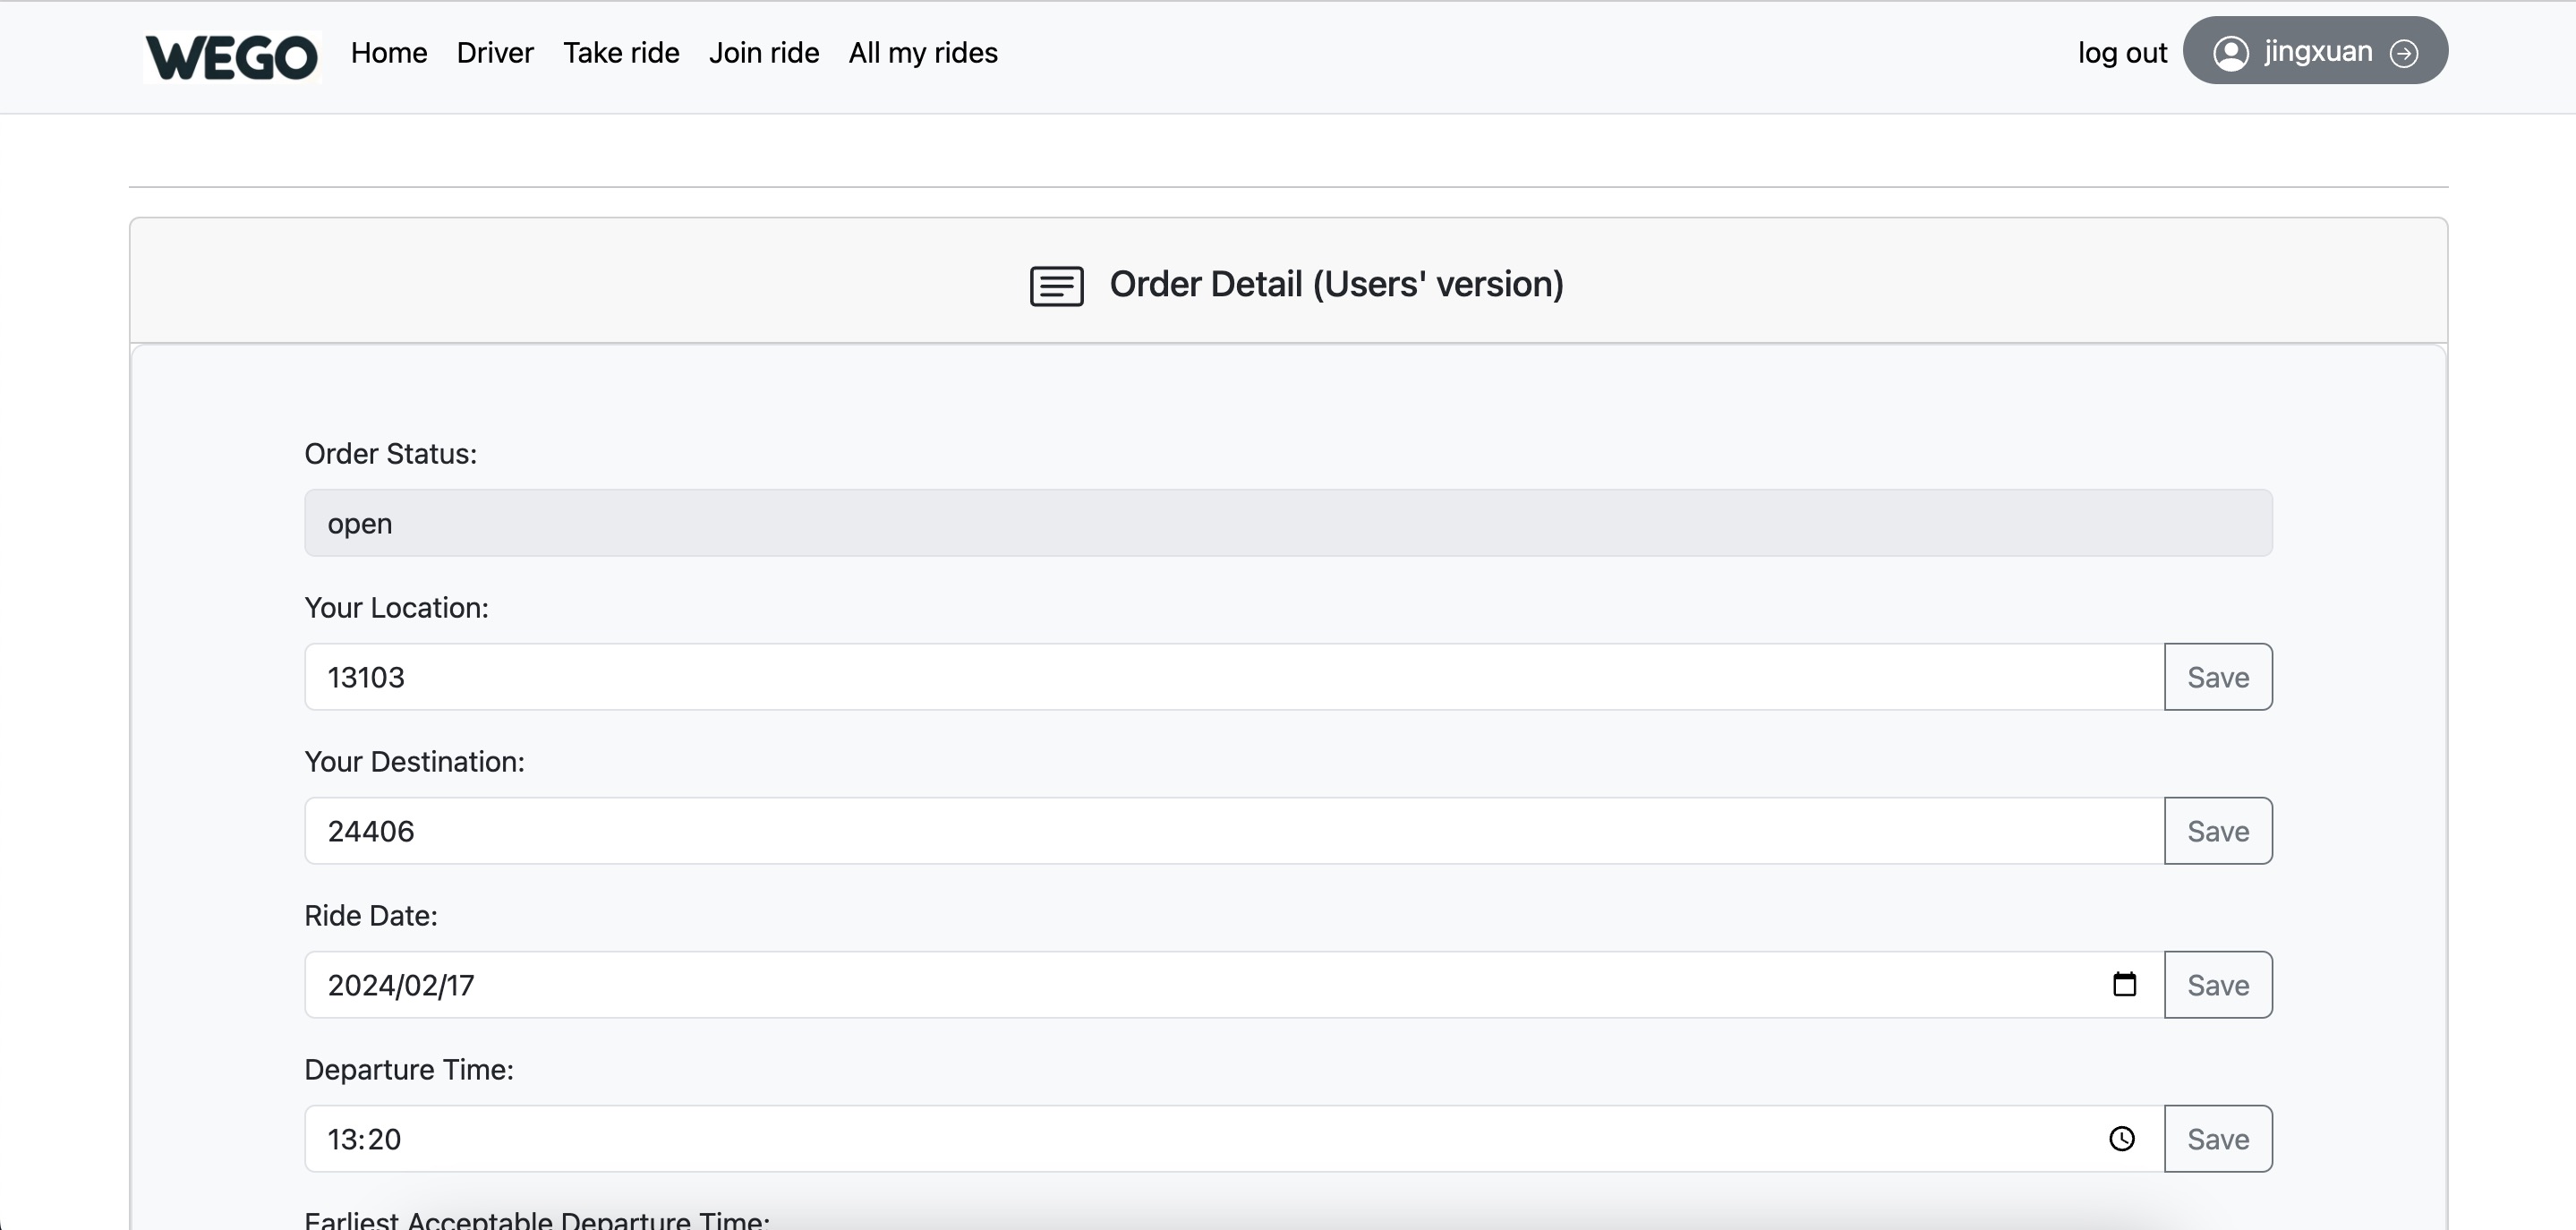 WEGO Home Driver Take ride Join ride All my rides log out jingxuan
Order Detail (Users' version)
Order Status:
open
Your Location:
13103 Save
Your Destination:
24406 Save
Ride Date:
2024/02/17 Save
Departure Time:
13:20 Save
Earliest Acceptable Departure Time: